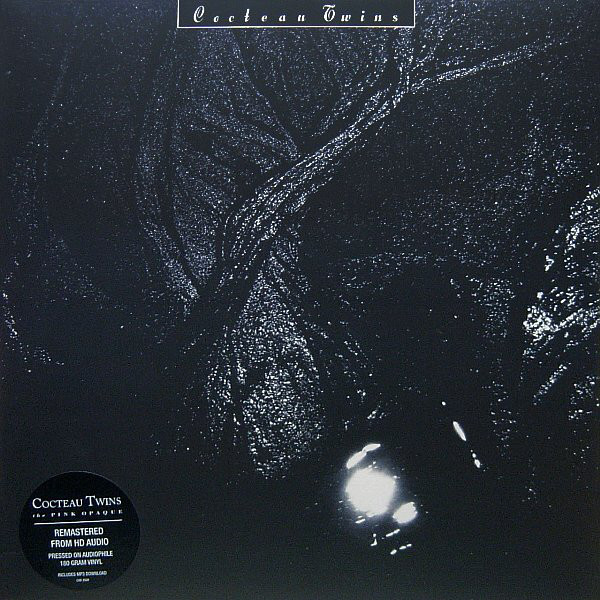 Cocteau Twins
COCTEAU TWINS
the PINK OPAQUE
REMASTERED
FROM HD AUDIO
PRESSED ON AUDIOPHILE
180 GRAM VINYL
INCLUDES MP3 DOWNLOAD